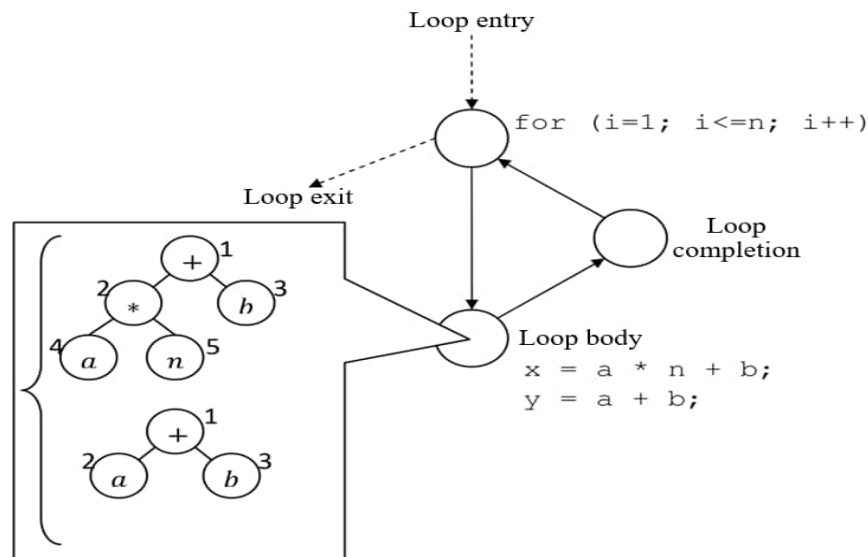 Loop entry
for (i=1; i<=n; i++)
Loop exit
Loop
completion
1
+
2
*
b
3
4
a
n
5
Loop body
x = a * n + b;
y = a + b;
1
+
2
a
b
3